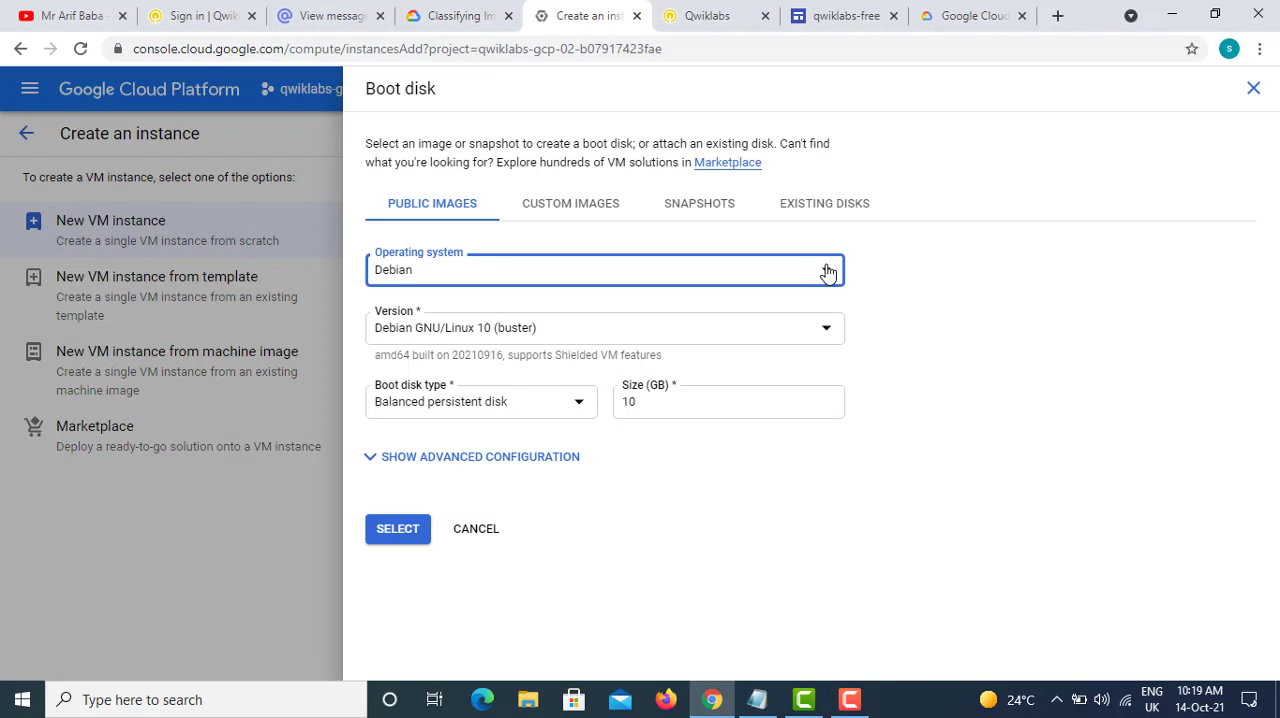 Mr Arif Baba -
Sign in | Qwik
View message
Classifying Im
Create an inst
Qwiklabs
qwiklabs-free
Google Cloud
console.cloud.google.com/compute/instancesAdd?project=qwiklabs-gcp-02-b07917423fae
s
Google Cloud Platform
qwiklabs-g
Boot disk
Create an instance
To create a VM instance, select one of the options:
New VM instance
Create a single VM instance from scratch
New VM instance from template
Create a single VM instance from an existing
template
New VM instance from machine image
Create a single VM instance from an existing
machine image
Marketplace
Deploy a ready-to-go solution onto a VM instance
Select an image or snapshot to create a boot disk; or attach an existing disk. Can't find
what you're looking for? Explore hundreds of VM solutions in Marketplace
PUBLIC IMAGES
CUSTOM IMAGES
SNAPSHOTS
EXISTING DISKS
Operating system
Debian
Version *
Debian GNU/Linux 10 (buster)
amd64 built on 20210916, supports Shielded VM features
Boot disk type *
Balanced persistent disk
Size (GB) *
10
SHOW ADVANCED CONFIGURATION
SELECT
CANCEL
Type here to search
24°C
ENG
UK
10:19 AM
14-Oct-21